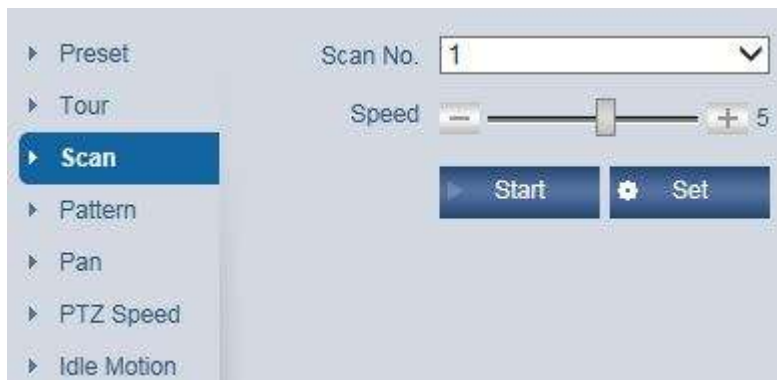 Preset
Tour
Scan
Pattern
Pan
PTZ Speed
Idle Motion
Scan No. 1
Speed 5
Start Set